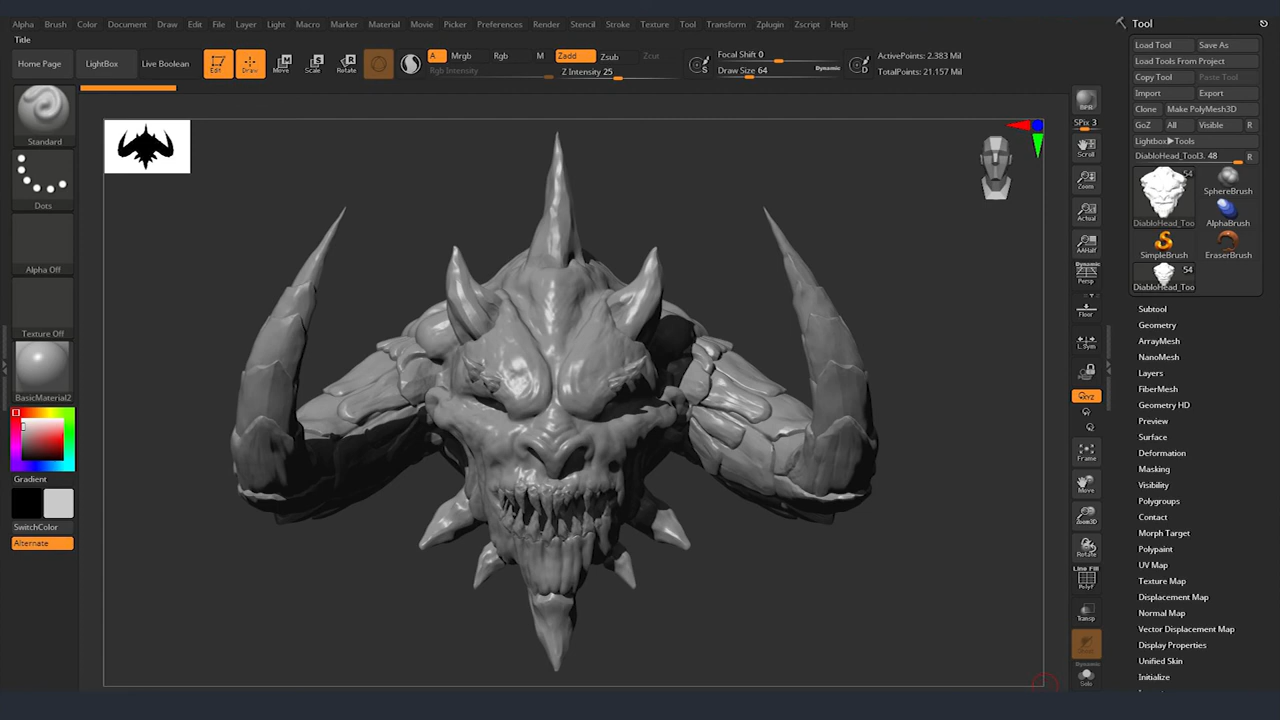 Alpha Brush Color Document Draw Edit File Layer Light Macro Marker Material Movie Picker Preferences Render Stencil Stroke Texture Tool Transform Zplugin Zscript Help
Title
Home Page LightBox Live Boolean Edit Draw Move Scale Rotate
A Mrgb Rgb M Zadd Zsub Zcut
Rgb Intensity Z Intensity 25
S Focal Shift 0
Draw Size 64 Dynamic
D ActivePoints: 2.383 Mil
TotalPoints: 21.157 Mil
Standard
Dots
Alpha Off
Texture Off
BasicMaterial2
Gradient
SwitchColor
Alternate
BPR
SPix 3
Scroll
Zoom
Actual
AAHalf
Dynamic
Persp
Floor
L.Sym
XYZ
Frame
Move
Zoom3D
Rotate
Line Fill
PolyF
Transp
Dynamic
Solo
Tool
Load Tool Save As
Load Tools From Project
Copy Tool Paste Tool
Import Export
Clone Make PolyMesh3D
GoZ All Visible R
Lightbox▶Tools
DiabloHead_Tool3. 48 R
54
DiabloHead_Too
SphereBrush
AlphaBrush
SimpleBrush
EraserBrush
54
DiabloHead_Too
Subtool
Geometry
ArrayMesh
NanoMesh
Layers
FiberMesh
Geometry HD
Preview
Surface
Deformation
Masking
Visibility
Polygroups
Contact
Morph Target
Polypaint
UV Map
Texture Map
Displacement Map
Normal Map
Vector Displacement Map
Display Properties
Unified Skin
Initialize